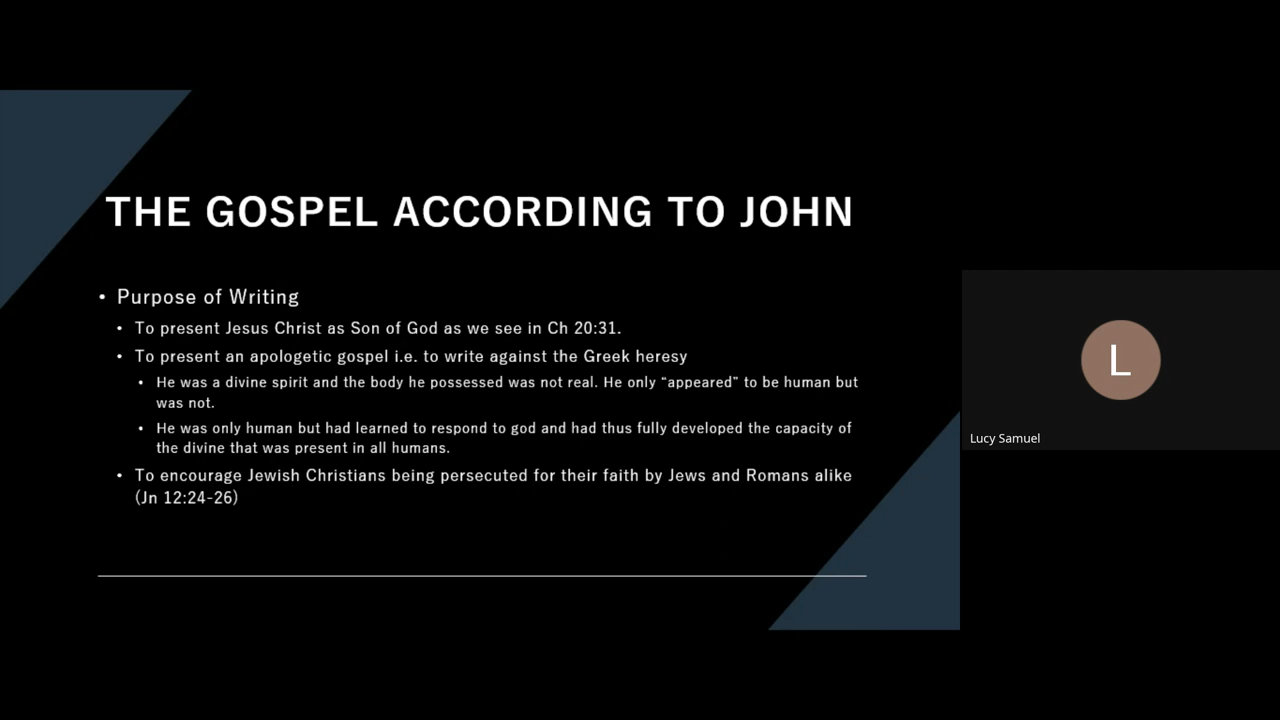 THE GOSPEL ACCORDING TO JOHN
• Purpose of Writing
• To present Jesus Christ as Son of God as we see in Ch 20:31.
• To present an apologetic gospel i.e. to write against the Greek heresy
• He was a divine spirit and the body he possessed was not real. He only “appeared” to be human but
was not.
• He was only human but had learned to respond to god and had thus fully developed the capacity of
the divine that was present in all humans.
• To encourage Jewish Christians being persecuted for their faith by Jews and Romans alike
(Jn 12:24-26)
L
Lucy Samuel